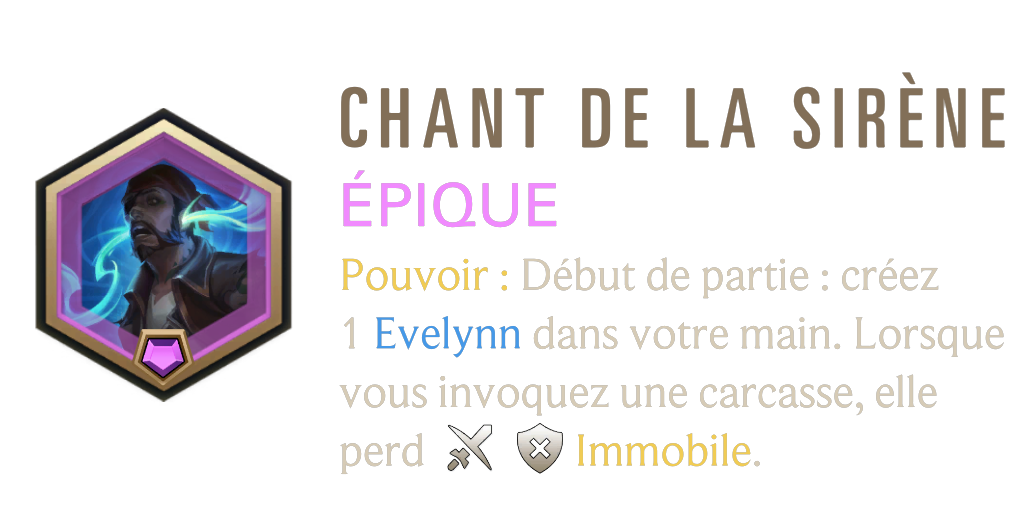 CHANT DE LA SIRÈNE
ÉPIQUE
Pouvoir : Début de partie : créez
1 Evelynn dans votre main. Lorsque
vous invoquez une carcasse, elle
perd Immobile.